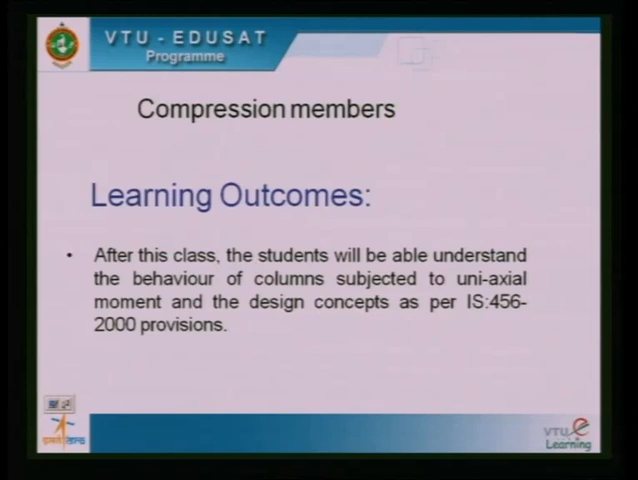 VTU - EDUSAT
Programme
Compression members
Learning Outcomes:
• After this class, the students will be able understand
the behaviour of columns subjected to uni-axial
moment and the design concepts as per IS:456-
2000 provisions.
VTU e
Learning